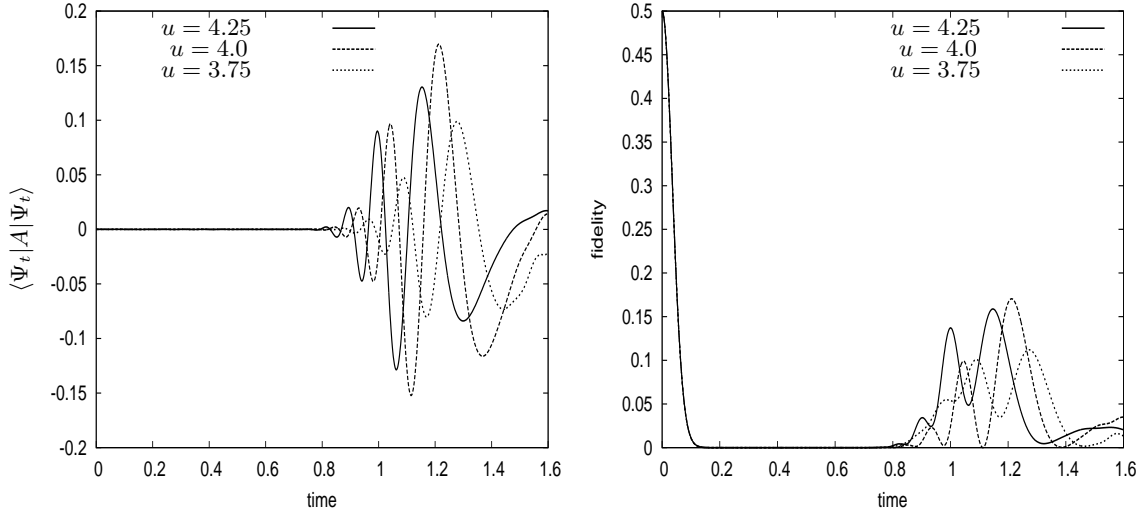 0.2
0.15
0.1
0.05
0
-0.05
-0.1
-0.15
-0.2
⟨Ψt|A|Ψt⟩
u = 4.25
u = 4.0
u = 3.75
0 0.2 0.4 0.6 0.8 1 1.2 1.4 1.6
time
0.5
0.45
0.4
0.35
0.3
0.25
0.2
0.15
0.1
0.05
0
fidelity
u = 4.25
u = 4.0
u = 3.75
0 0.2 0.4 0.6 0.8 1 1.2 1.4 1.6
time